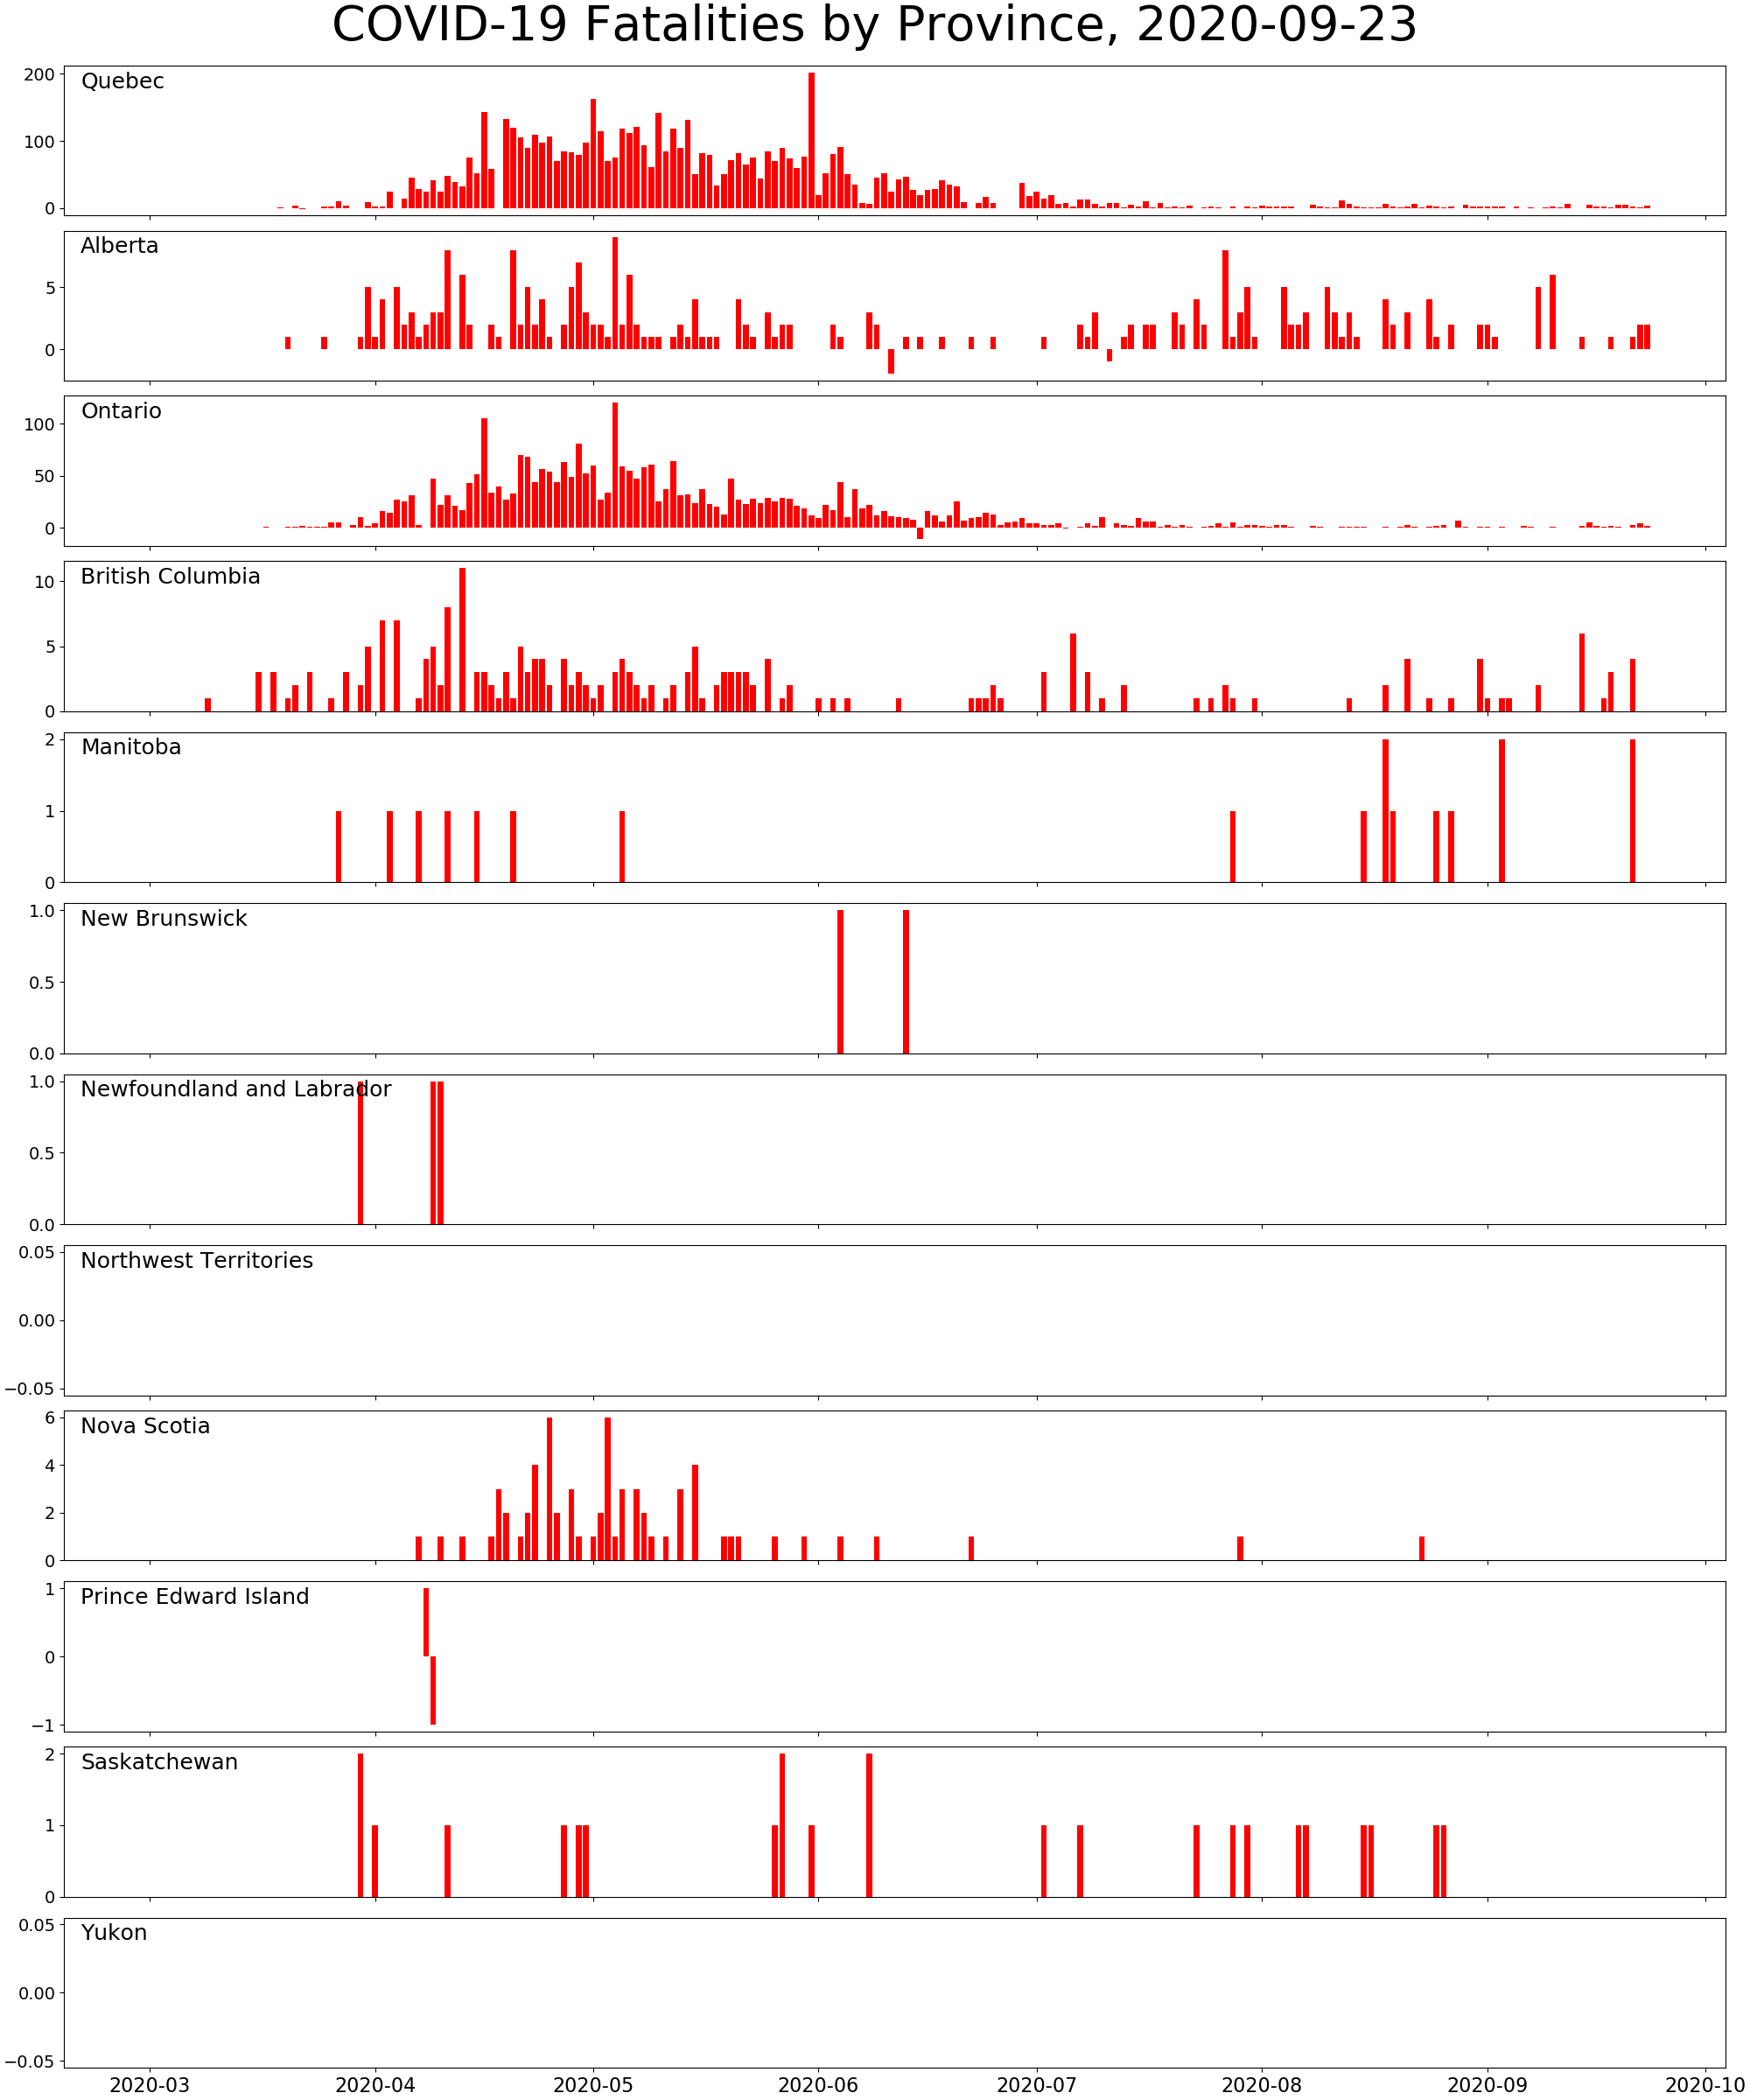 COVID-19 Fatalities by Province, 2020-09-23
Quebec
200
100
0
Alberta
5
0
Ontario
100
50
0
British Columbia
10
5
0
Manitoba
2
1
0
New Brunswick
1.0
0.5
0.0
Newfoundland and Labrador
1.0
0.5
0.0
Northwest Territories
0.05
0.00
−0.05
Nova Scotia
6
4
2
0
Prince Edward Island
1
0
−1
Saskatchewan
2
1
0
Yukon
0.05
0.00
−0.05
2020-03 2020-04 2020-05 2020-06 2020-07 2020-08 2020-09 2020-10